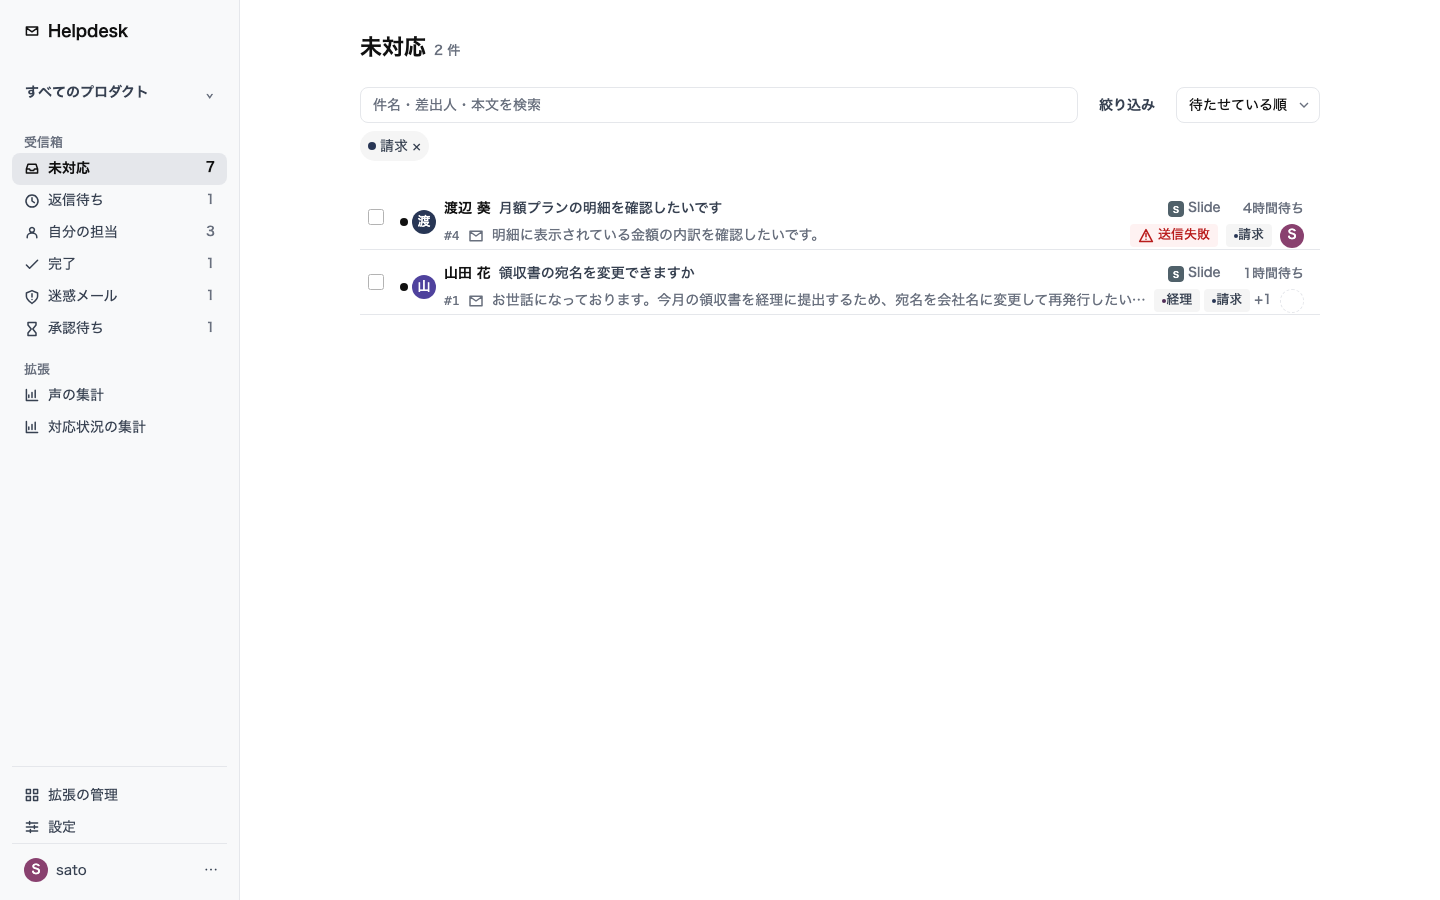 Helpdesk
すべてのプロダクト
受信箱
未対応 7
返信待ち 1
自分の担当 3
完了 1
迷惑メール 1
承認待ち 1
拡張
声の集計
対応状況の集計
拡張の管理
設定
S sato …
未対応 2 件
件名・差出人・本文を検索 絞り込み 待たせている順
請求 ×
渡 渡辺 葵 月額プランの明細を確認したいです S Slide 4時間待ち
#4 明細に表示されている金額の内訳を確認したいです。 送信失敗 •請求 S
山 山田 花 領収書の宛名を変更できますか S Slide 1時間待ち
#1 お世話になっております。今月の領収書を経理に提出するため、宛名を会社名に変更して再発行したい… •経理 •請求 +1